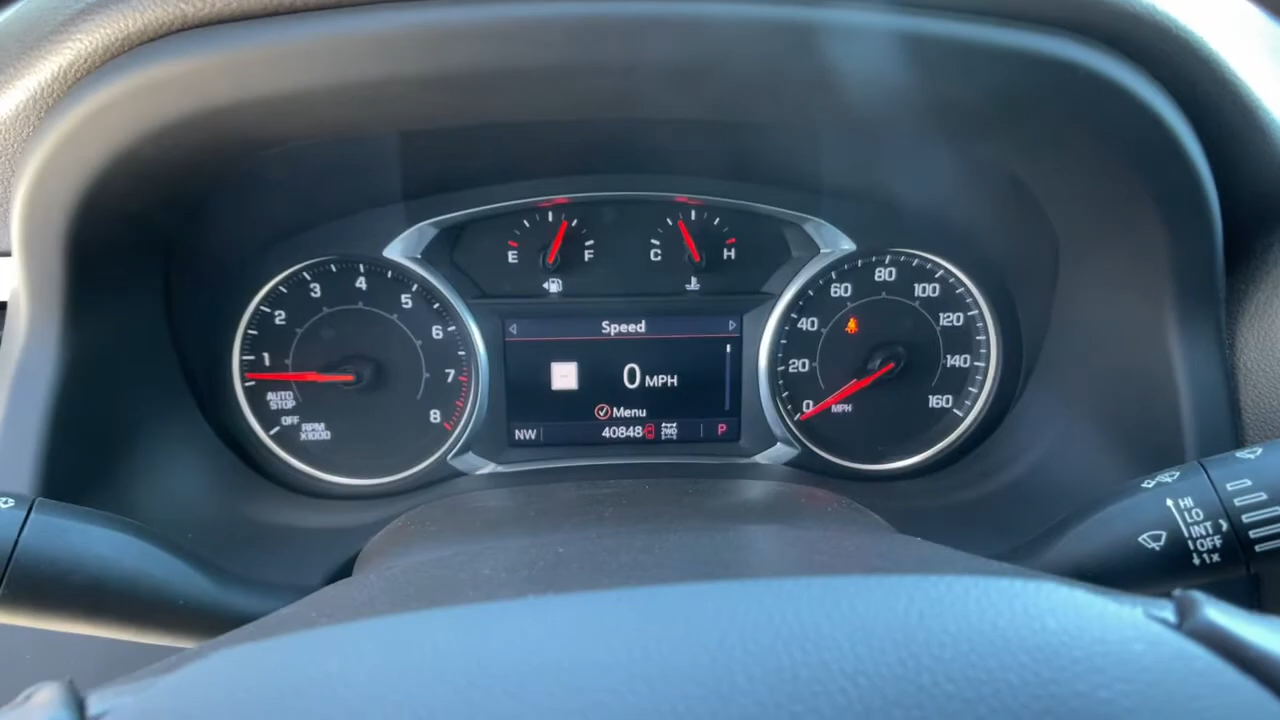 E F
C H
1 2 3 4 5 6 7 8
AUTO
STOP
OFF
RPM
X1000
Speed
0 MPH
Menu
NW 40848 2WD P
0 20 40 60 80 100 120 140 160
MPH
HI
LO
INT
OFF
1x